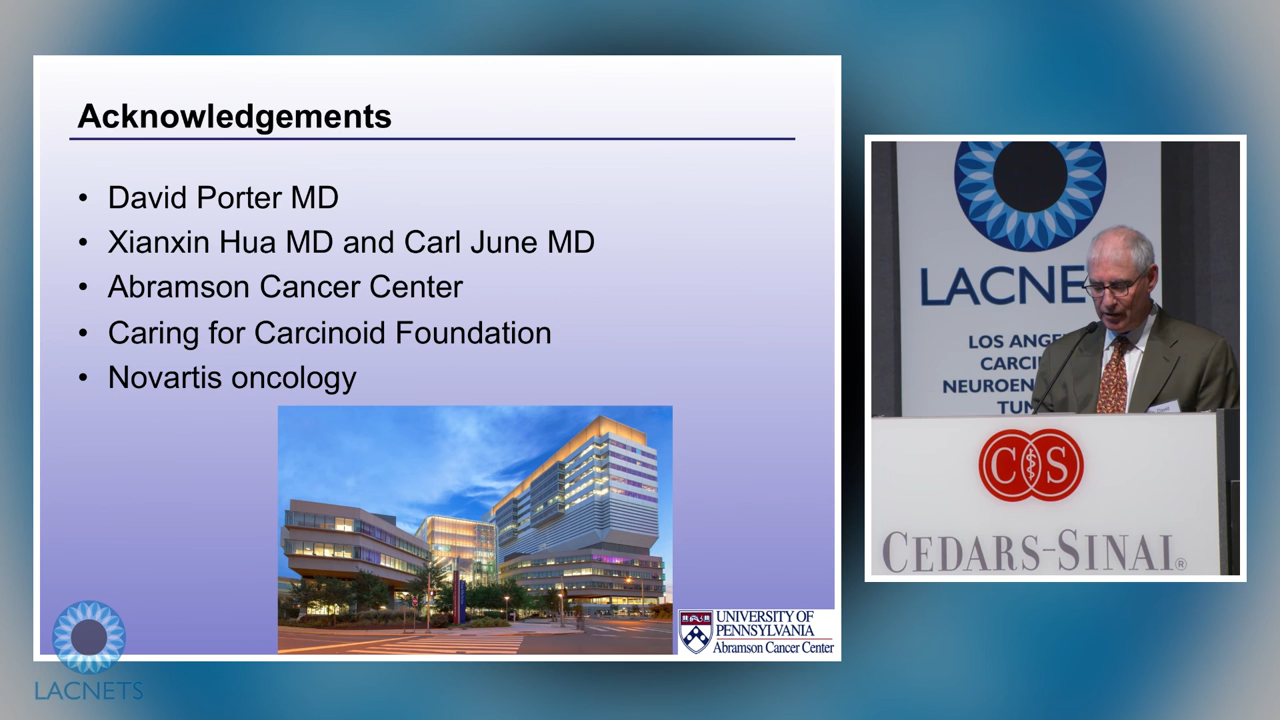 Acknowledgements
• David Porter MD
• Xianxin Hua MD and Carl June MD
• Abramson Cancer Center
• Caring for Carcinoid Foundation
• Novartis oncology
UNIVERSITY OF
PENNSYLVANIA
Abramson Cancer Center
LACNETS
LACNE
LOS ANGE
CARCI
NEUROEN
TUM
CS
CEDARS-SINAI®